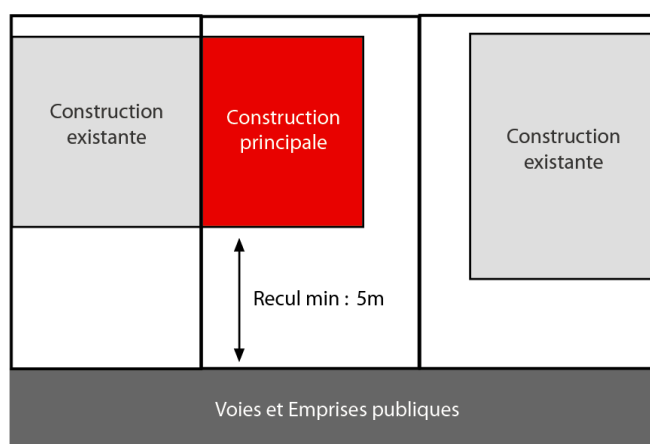 Construction
existante
Construction
principale
Construction
existante
Recul min : 5m
Voies et Emprises publiques